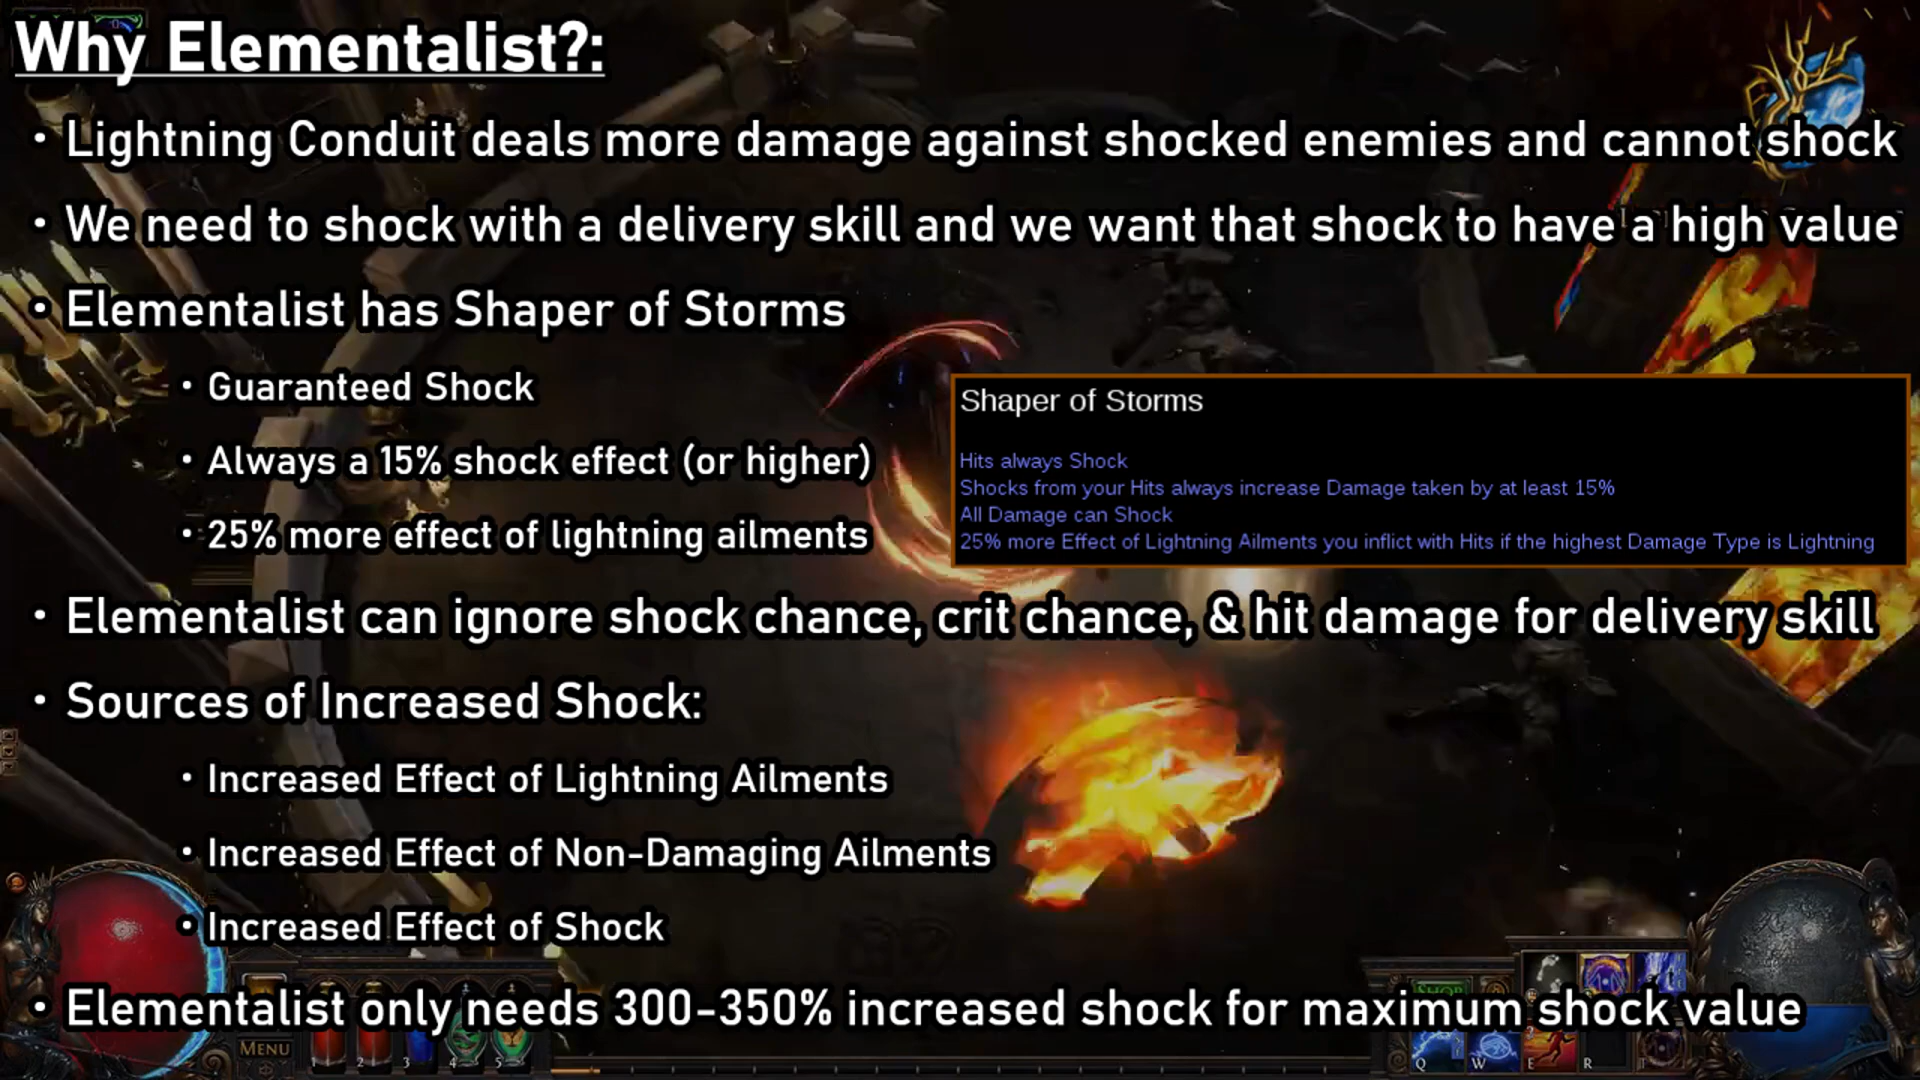 Why Elementalist?:
• Lightning Conduit deals more damage against shocked enemies and cannot shock
• We need to shock with a delivery skill and we want that shock to have a high value
• Elementalist has Shaper of Storms
• Guaranteed Shock
• Always a 15% shock effect (or higher)
• 25% more effect of lightning ailments
Shaper of Storms
Hits always Shock
Shocks from your Hits always increase Damage taken by at least 15%
All Damage can Shock
25% more Effect of Lightning Ailments you inflict with Hits if the highest Damage Type is Lightning
• Elementalist can ignore shock chance, crit chance, & hit damage for delivery skill
• Sources of Increased Shock:
• Increased Effect of Lightning Ailments
• Increased Effect of Non-Damaging Ailments
• Increased Effect of Shock
• Elementalist only needs 300-350% increased shock for maximum shock value
SHOP
MENU
1 2 3 4 5
Q W E R T